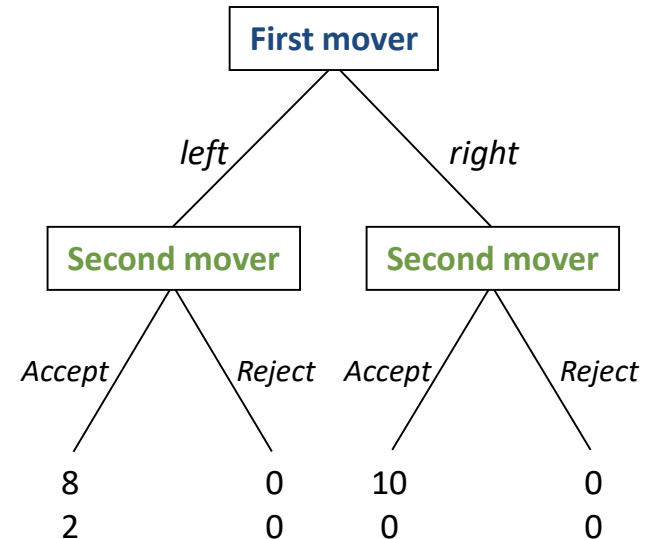 First mover
left right
Second mover Second mover
Accept Reject Accept Reject
8 0 10 0
2 0 0 0